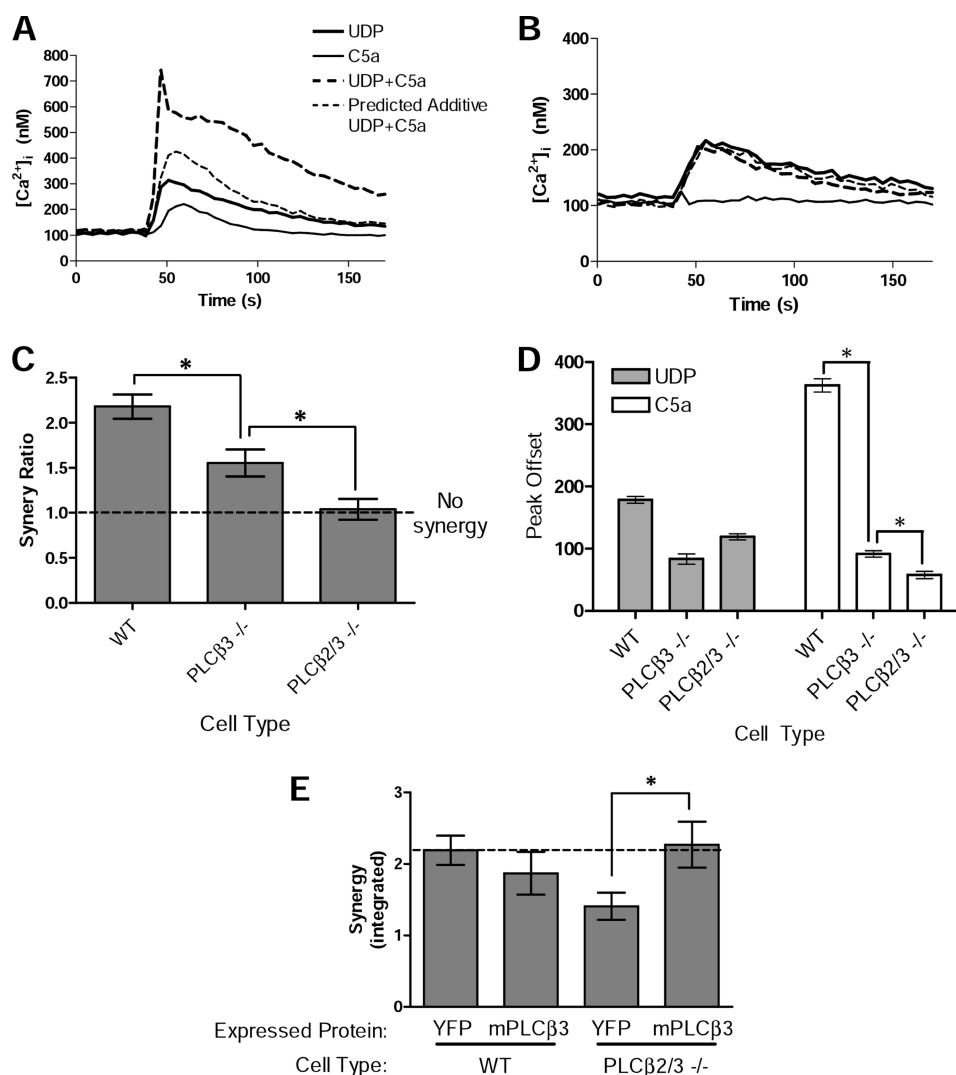 A
UDP
C5a
UDP+C5a
Predicted Additive
UDP+C5a
[Ca2+]i (nM)
800
700
600
500
400
300
200
100
0
0
50
100
150
Time (s)
B
[Ca2+]i (nM)
400
300
200
100
0
0
50
100
150
Time (s)
C
*
*
Synery Ratio
2.5
2.0
1.5
1.0
0.5
0.0
No
synergy
WT
PLCβ3 -/-
PLCβ2/3 -/-
Cell Type
D
UDP
C5a
*
*
Peak Offset
400
300
200
100
0
WT
PLCβ3 -/-
PLCβ2/3 -/-
WT
PLCβ3 -/-
PLCβ2/3 -/-
Cell Type
E
*
Synergy
(integrated)
3
2
1
0
Expressed Protein: YFP mPLCβ3 YFP mPLCβ3
Cell Type: WT PLCβ2/3 -/-